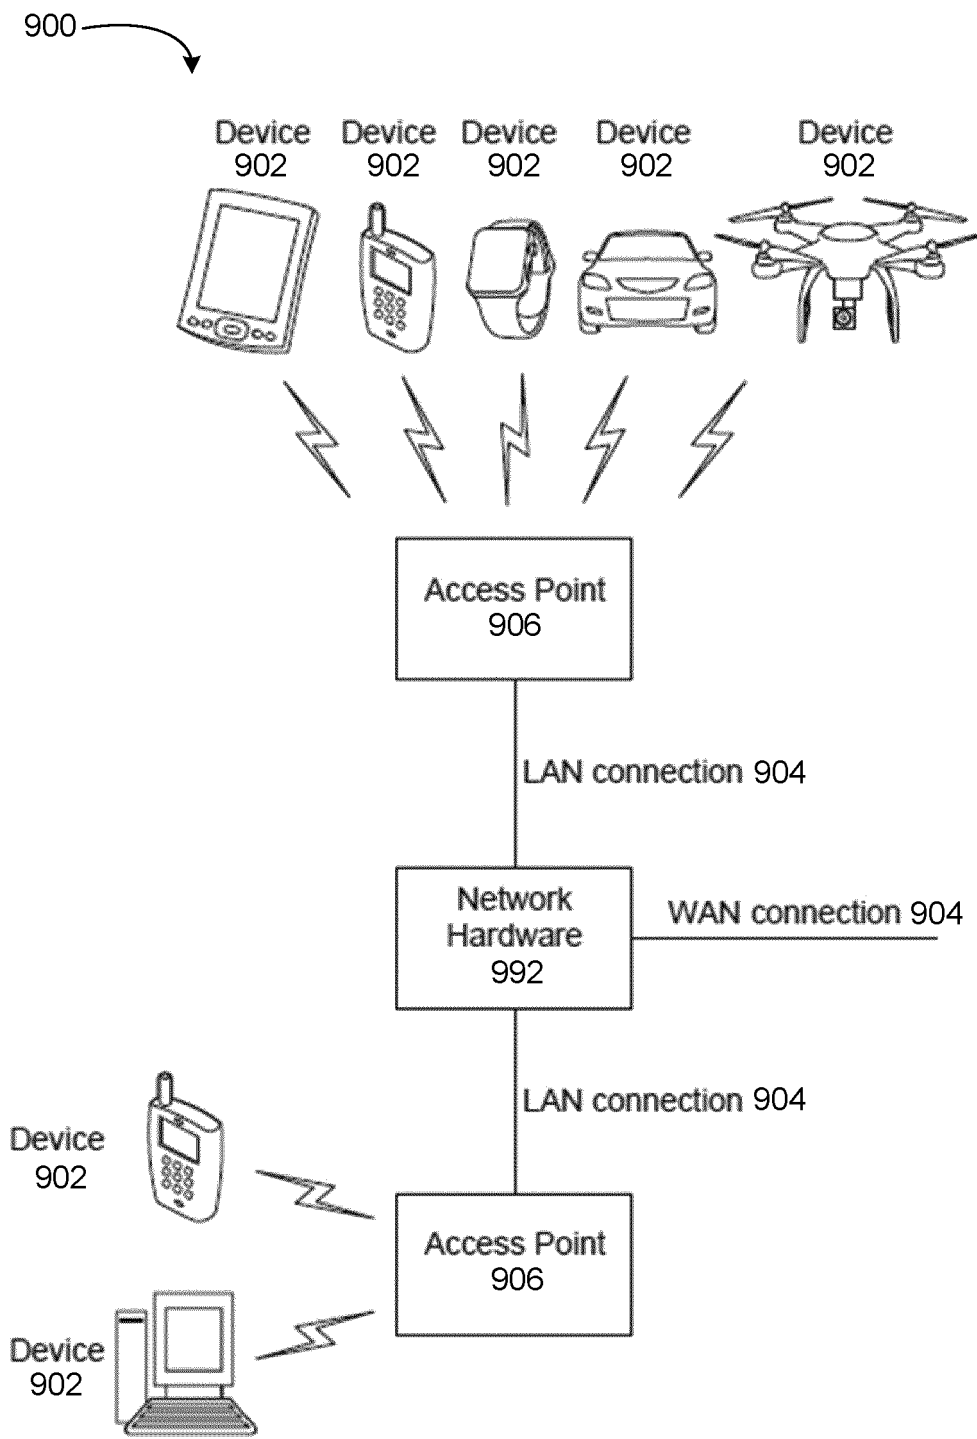 900
Device
902
Device
902
Device
902
Device
902
Device
902
Access Point
906
LAN connection 904
Network
Hardware
992
WAN connection 904
LAN connection 904
Device
902
Access Point
906
Device
902